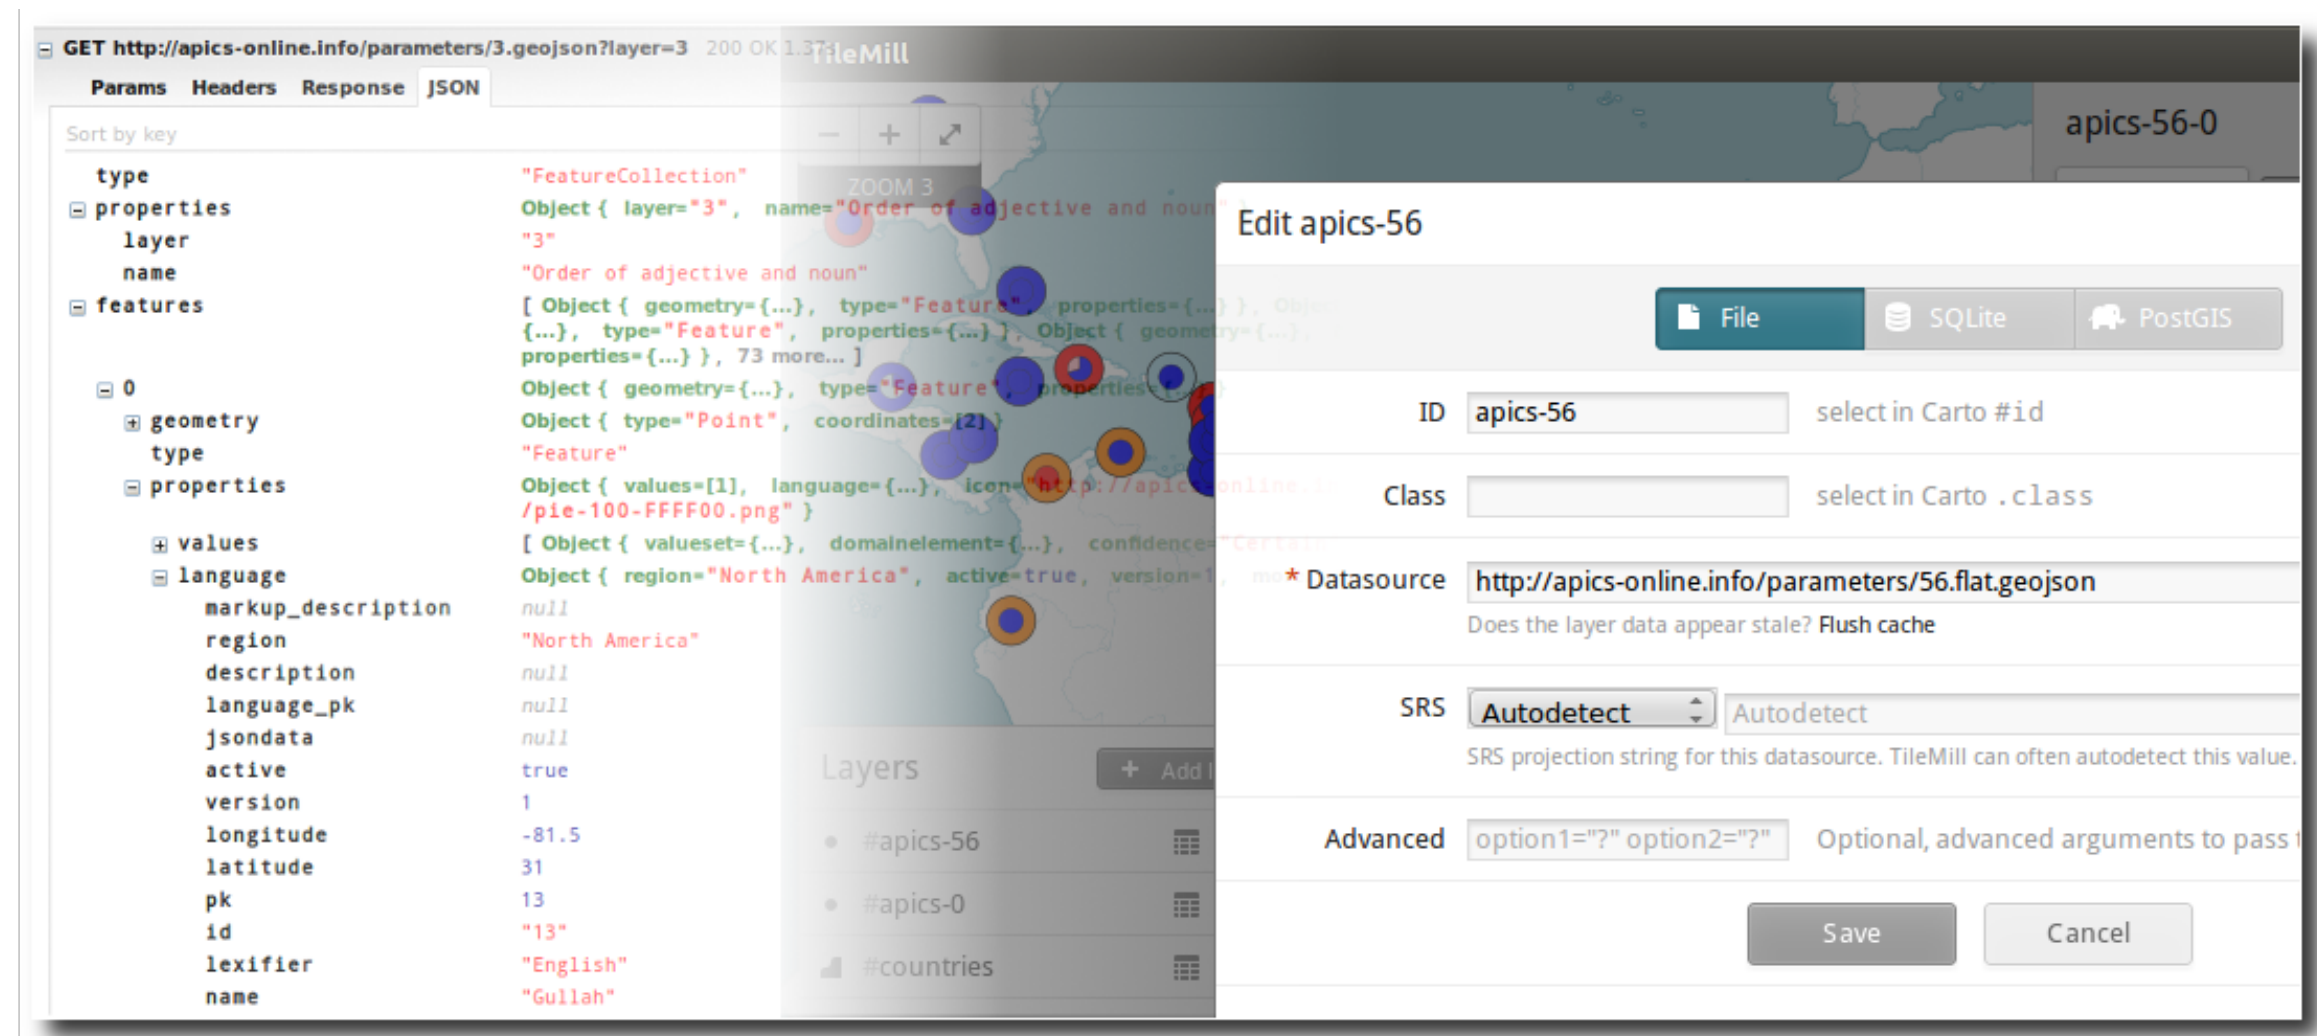 GET http://apics-online.info/parameters/3.geojson?layer=3 200 OK 1.37s
Params Headers Response JSON
Sort by key
type "FeatureCollection"
properties Object { layer="3", name="Order of adjective and noun" }
layer "3"
name "Order of adjective and noun"
features [ Object { geometry={...}, type="Feature", properties={...} }, Object
{...}, type="Feature", properties={...} }, Object { geometry={...},
properties={...} }, 73 more... ]
0 Object { geometry={...}, type="Feature", properties={...} }
geometry Object { type="Point", coordinates=[2] }
type "Feature"
properties Object { values=[1], language={...}, icon="http://apics-online.
/pie-100-FFFF00.png" }
values [ Object { valueset={...}, domainelement={...}, confidence="Certain
language Object { region="North America", active=true, version=1,
markup_description null
region "North America"
description null
language_pk null
jsondata null
active true
version 1
longitude -81.5
latitude 31
pk 13
id "13"
lexifier "English"
name "Gullah"
TileMill
ZOOM 3
Layers
+ Add
#apics-56
#apics-0
#countries
apics-56-0
Edit apics-56
File SQLite PostGIS
ID apics-56 select in Carto #id
Class select in Carto .class
* Datasource http://apics-online.info/parameters/56.flat.geojson
Does the layer data appear stale? Flush cache
SRS Autodetect Autodetect
SRS projection string for this datasource. TileMill can often autodetect this value.
Advanced option1="?" option2="?" Optional, advanced arguments to pass
Save Cancel